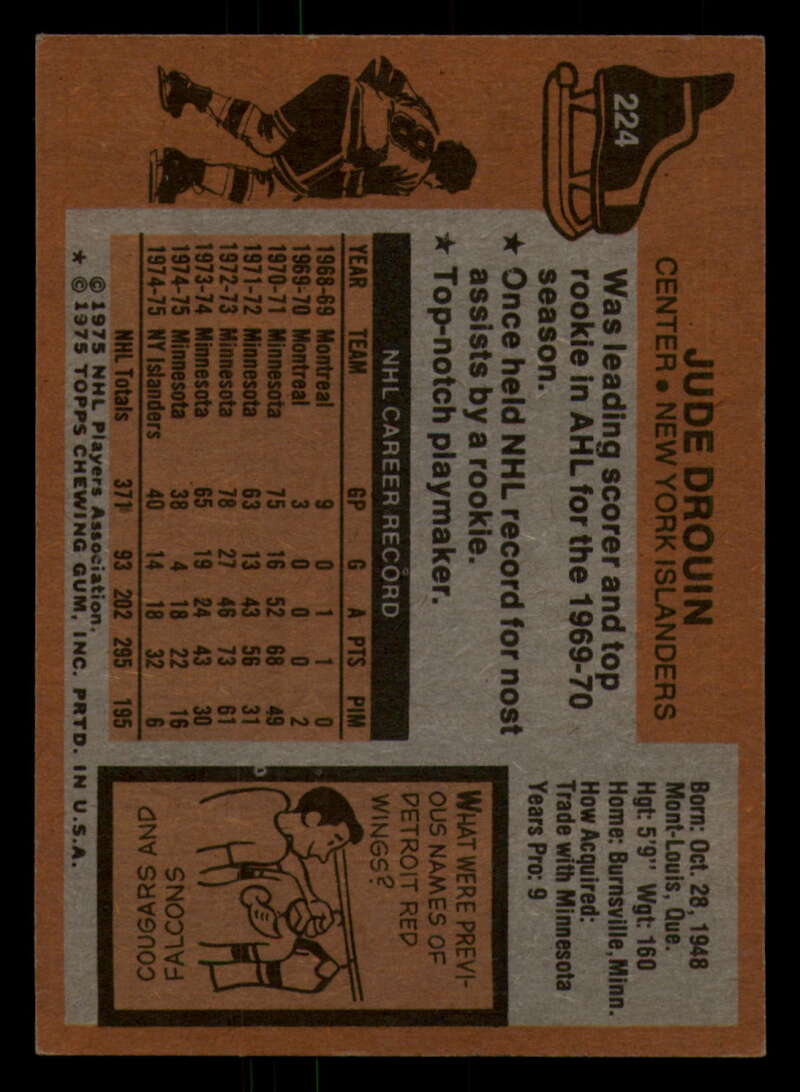 224
JUDE DROUIN
CENTER • NEW YORK ISLANDERS
Was leading scorer and top
rookie in AHL for the 1969-70
season.
★ Once held NHL record for nost
assists by a rookie.
★ Top-notch playmaker.
Born: Oct. 28, 1948
Mont-Louis, Que.
Hgt: 5'9" Wgt: 160
Home: Burnsville, Minn.
How Acquired:
Trade with Minnesota
Years Pro: 9
8
NHL CAREER RECORD
YEAR TEAM GP G A PTS PIM
1968-69 Montreal 9 0 1 1 0
1969-70 Montreal 3 0 0 0 2
1970-71 Minnesota 75 16 52 68 49
1971-72 Minnesota 63 13 43 56 31
1972-73 Minnesota 78 27 46 73 61
1973-74 Minnesota 65 19 24 43 30
1974-75 Minnesota 38 4 18 22 16
1974-75 NY Islanders 40 14 18 32 6
NHL Totals 371 93 202 295 195
WHAT WERE PREVI-
OUS NAMES OF
DETROIT RED
WINGS?
COUGARS AND
FALCONS
© 1975 NHL Players Association.
★ © 1975 TOPPS CHEWING GUM, INC. PRTD. IN U.S.A.